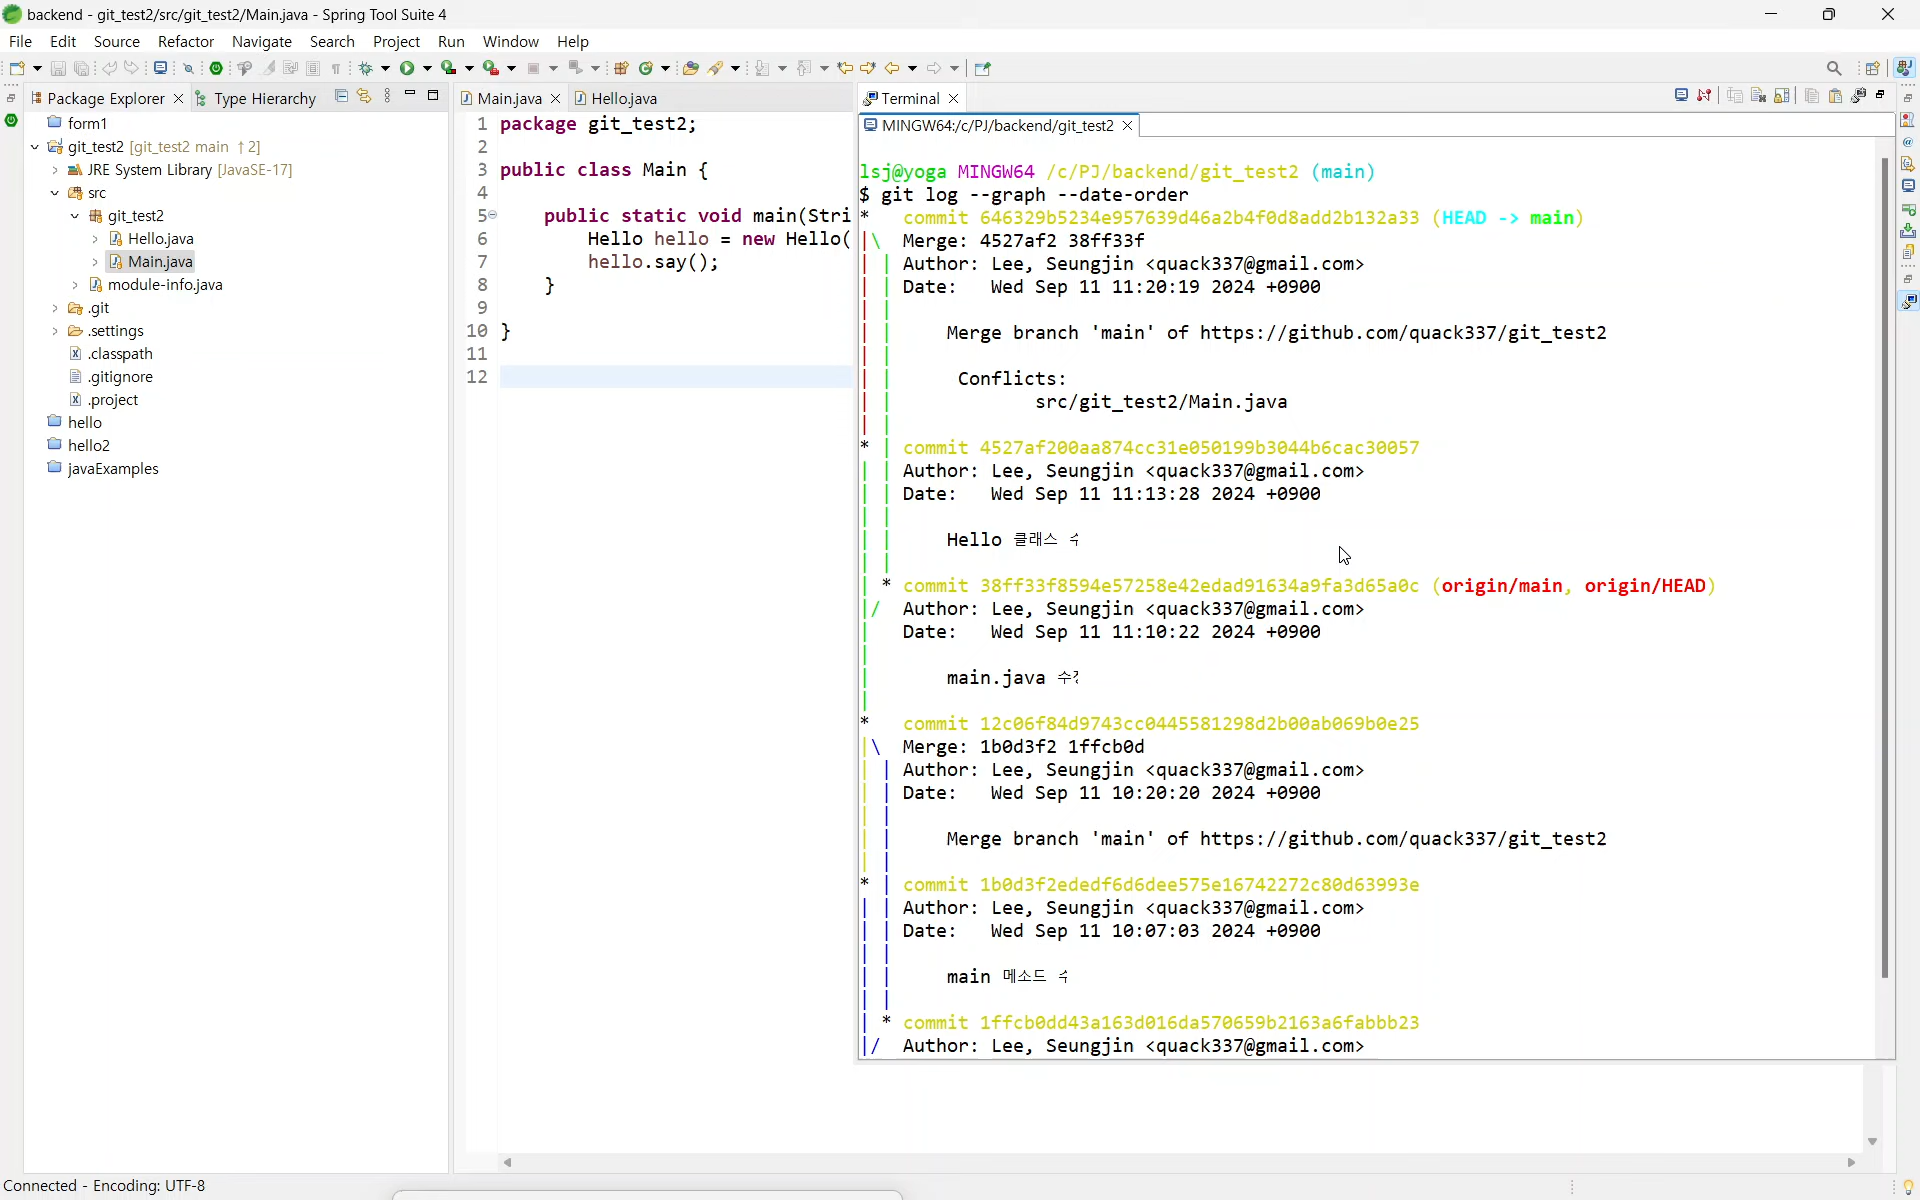 backend - git_test2/src/git_test2/Main.java - Spring Tool Suite 4
File Edit Source Refactor Navigate Search Project Run Window Help
Package Explorer
Type Hierarchy
form1
git_test2 [git_test2 main ↑2]
JRE System Library [JavaSE-17]
src
git_test2
Hello.java
Main.java
module-info.java
.git
.settings
.classpath
.gitignore
.project
hello
hello2
javaExamples
Main.java
Hello.java
1 package git_test2;
2
3 public class Main {
4
5 public static void main(Stri
6 Hello hello = new Hello(
7 hello.say();
8 }
9
10 }
11
12
Terminal
MINGW64:/c/PJ/backend/git_test2
lsj@yoga MINGW64 /c/PJ/backend/git_test2 (main)
$ git log --graph --date-order
* commit 646329b5234e957639d46a2b4f0d8add2b132a33 (HEAD -> main)
|\ Merge: 4527af2 38ff33f
| | Author: Lee, Seungjin <quack337@gmail.com>
| | Date: Wed Sep 11 11:20:19 2024 +0900
| |
| | Merge branch 'main' of https://github.com/quack337/git_test2
| |
| | Conflicts:
| | src/git_test2/Main.java
| |
* | commit 4527af200aa874cc31e050199b3044b6cac30057
| | Author: Lee, Seungjin <quack337@gmail.com>
| | Date: Wed Sep 11 11:13:28 2024 +0900
| |
| | Hello 클래스 수
| |
| * commit 38ff33f8594e57258e42edad91634a9fa3d65a0c (origin/main, origin/HEAD)
|/ Author: Lee, Seungjin <quack337@gmail.com>
| Date: Wed Sep 11 11:10:22 2024 +0900
|
| main.java 수정
|
* commit 12c06f84d9743cc0445581298d2b00ab069b0e25
|\ Merge: 1b0d3f2 1ffcb0d
| | Author: Lee, Seungjin <quack337@gmail.com>
| | Date: Wed Sep 11 10:20:20 2024 +0900
| |
| | Merge branch 'main' of https://github.com/quack337/git_test2
| |
* | commit 1b0d3f2ededf6d6dee575e16742272c80d63993e
| | Author: Lee, Seungjin <quack337@gmail.com>
| | Date: Wed Sep 11 10:07:03 2024 +0900
| |
| | main 메소드 수
| |
| * commit 1ffcb0dd43a163d016da570659b2163a6fabbb23
|/ Author: Lee, Seungjin <quack337@gmail.com>
Connected - Encoding: UTF-8